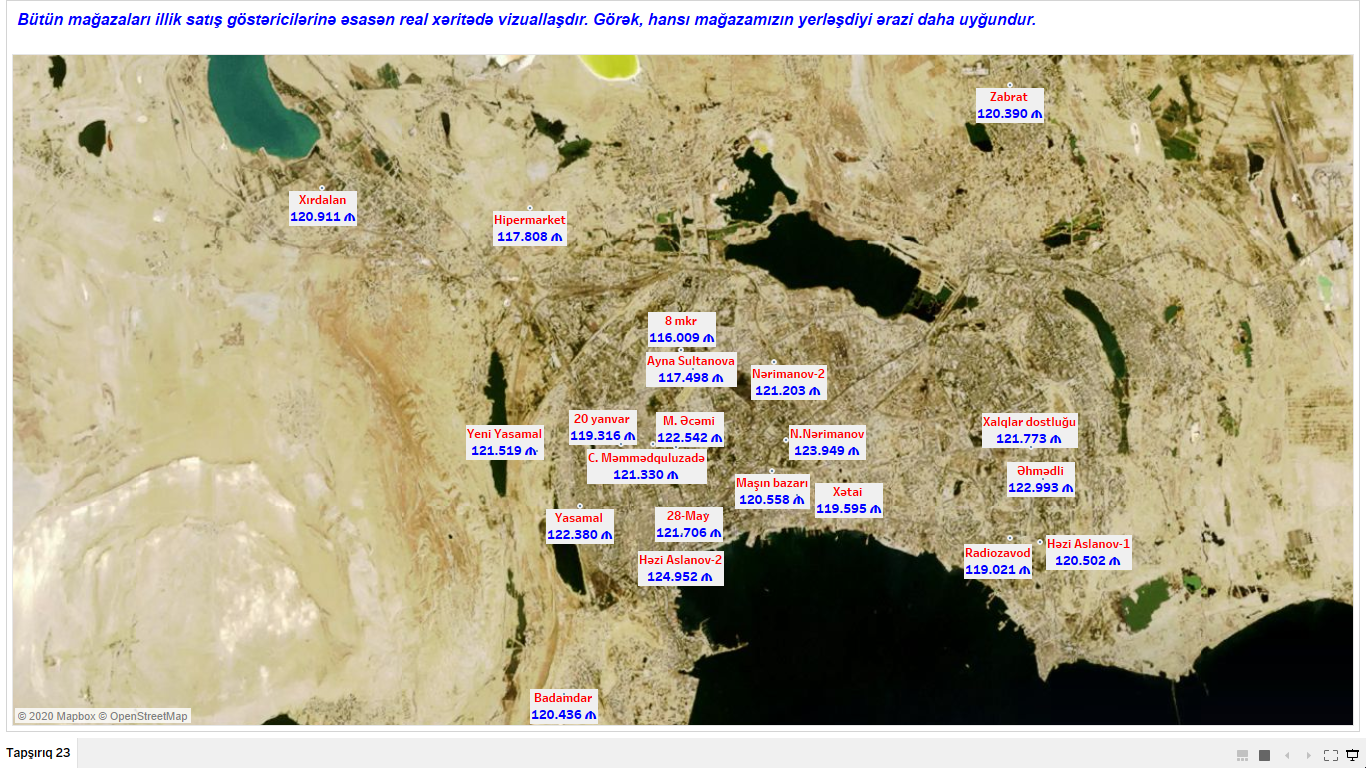 Bütün mağazaları illik satış göstəricilərinə əsasən real xəritədə vizuallaşdır. Görək, hansı mağazamızın yerləşdiyi ərazi daha uyğundur.
Zabrat
120.390 ₼
Xırdalan
120.911 ₼
Hipermarket
117.808 ₼
8 mkr
116.009 ₼
Ayna Sultanova
117.498 ₼
Nərimanov-2
121.203 ₼
20 yanvar
119.316 ₼
M. Əcəmi
122.542 ₼
Yeni Yasamal
121.519 ₼
N.Nərimanov
123.949 ₼
Xalqlar dostluğu
121.773 ₼
C. Məmmədquluzadə
121.330 ₼
Əhmədli
122.993 ₼
Maşın bazarı
120.558 ₼
Xətai
119.595 ₼
Yasamal
122.380 ₼
28-May
121.706 ₼
Həzi Aslanov-2
124.952 ₼
Radiozavod
119.021 ₼
Həzi Aslanov-1
120.502 ₼
Badamdar
120.436 ₼
© 2020 Mapbox © OpenStreetMap
Tapşırıq 23